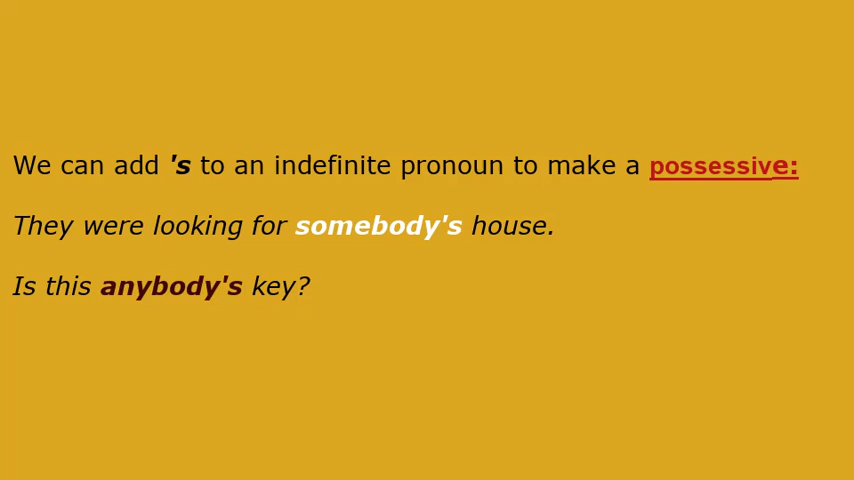 We can add 's to an indefinite pronoun to make a possessive:
They were looking for somebody's house.
Is this anybody's key?